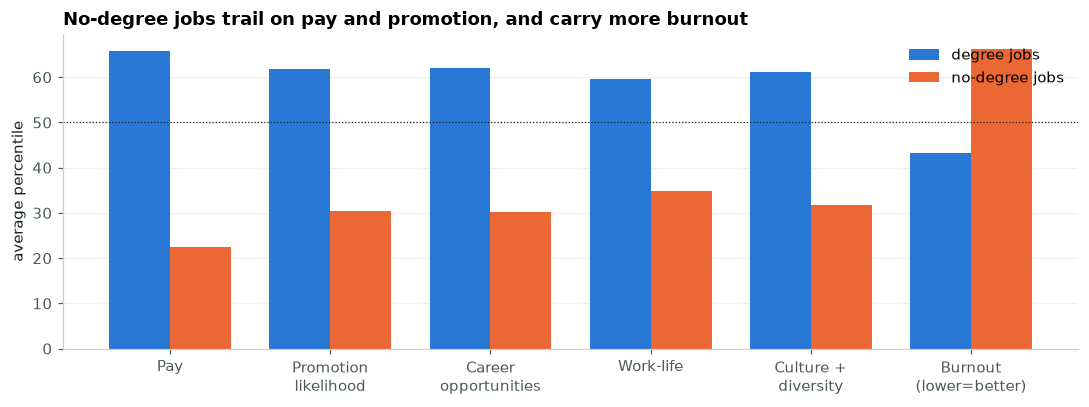 No-degree jobs trail on pay and promotion, and carry more burnout
degree jobs
no-degree jobs
average percentile
60
50
40
30
20
10
0
Pay
Promotion
likelihood
Career
opportunities
Work-life
Culture +
diversity
Burnout
(lower=better)